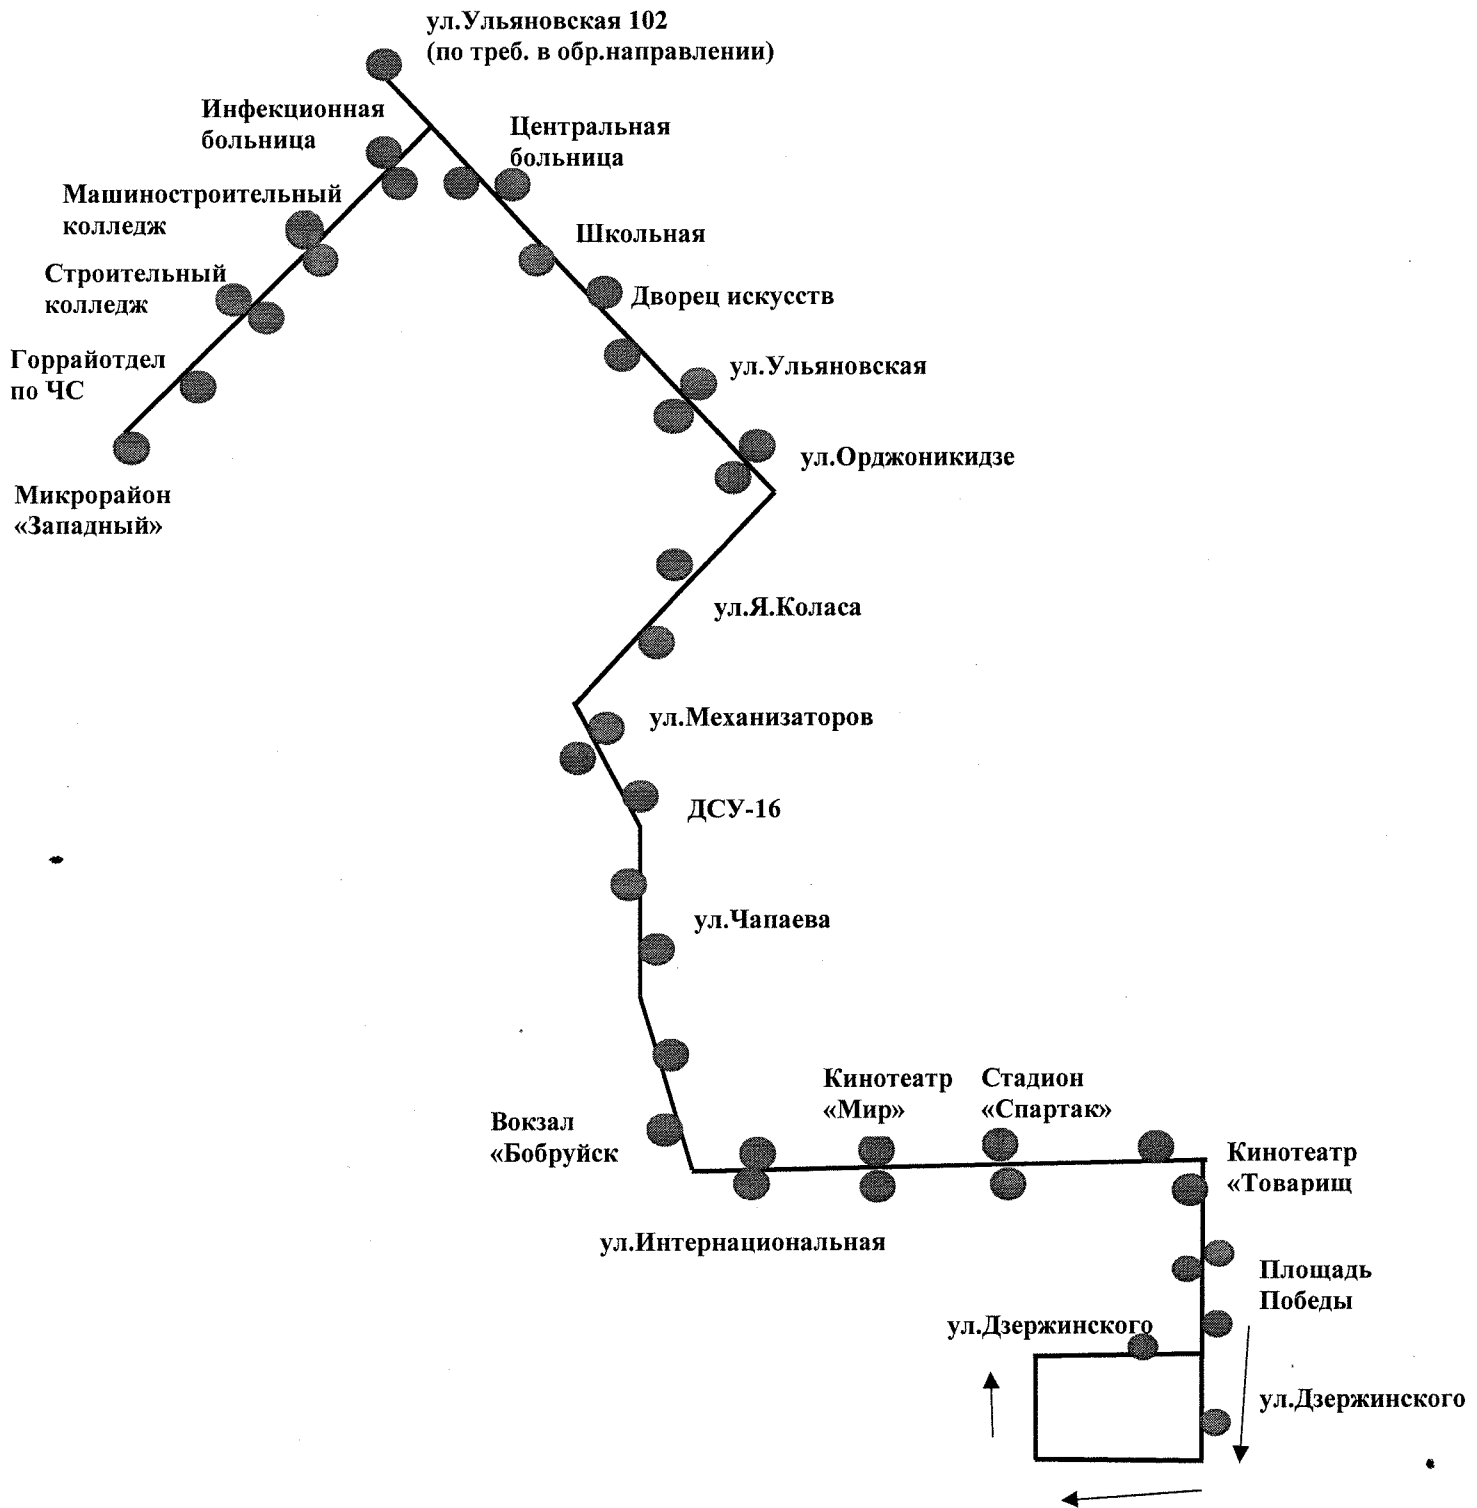 ул.Ульяновская 102
(по треб. в обр.направлении)
Инфекционная
больница
Центральная
больница
Машиностроительный
колледж
Школьная
Строительный
колледж
Дворец искусств
Горрайотдел
по ЧС
ул.Ульяновская
ул.Орджоникидзе
Микрорайон
«Западный»
ул.Я.Коласа
ул.Механизаторов
ДСУ-16
ул.Чапаева
Кинотеатр
«Мир»
Стадион
«Спартак»
Вокзал
«Бобруйск
Кинотеатр
«Товарищ
ул.Интернациональная
Площадь
Победы
ул.Дзержинского
ул.Дзержинского